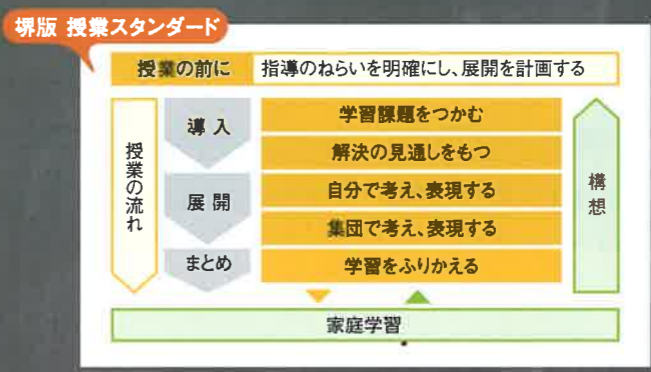 堺版 授業スタンダード
授業の前に 指導のねらいを明確にし、展開を計画する
授業の流れ
導入
学習課題をつかむ
解決の見通しをもつ
展開
自分で考え、表現する
集団で考え、表現する
まとめ
学習をふりかえる
構想
家庭学習